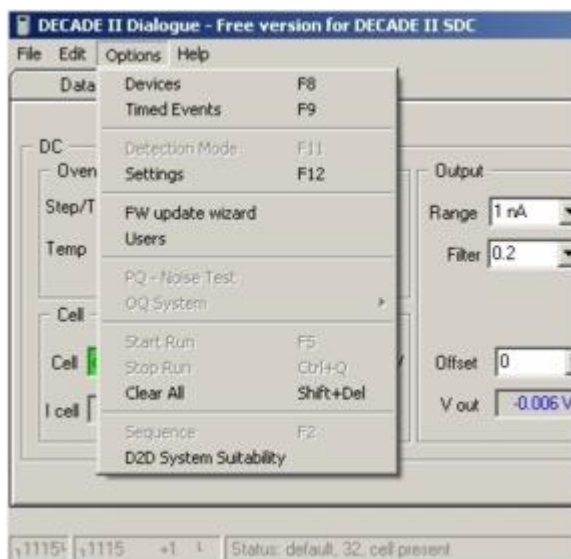 DECADE II Dialogue - Free version for DECADE II SDC
File Edit Options Help
Data
Devices F8
Timed Events F9
Detection Mode F11
Settings F12
FW update wizard
Users
PQ - Noise Test
OQ System
Start Run F5
Stop Run Ctrl+Q
Clear All Shift+Del
Sequence F2
D2D System Suitability
DC
Oven
Step/T
Temp
Cell
Cell
I cell
Output
Range 1 nA
Filter 0.2
Offset 0
V out -0.006 V
Status: default, 32, cell present